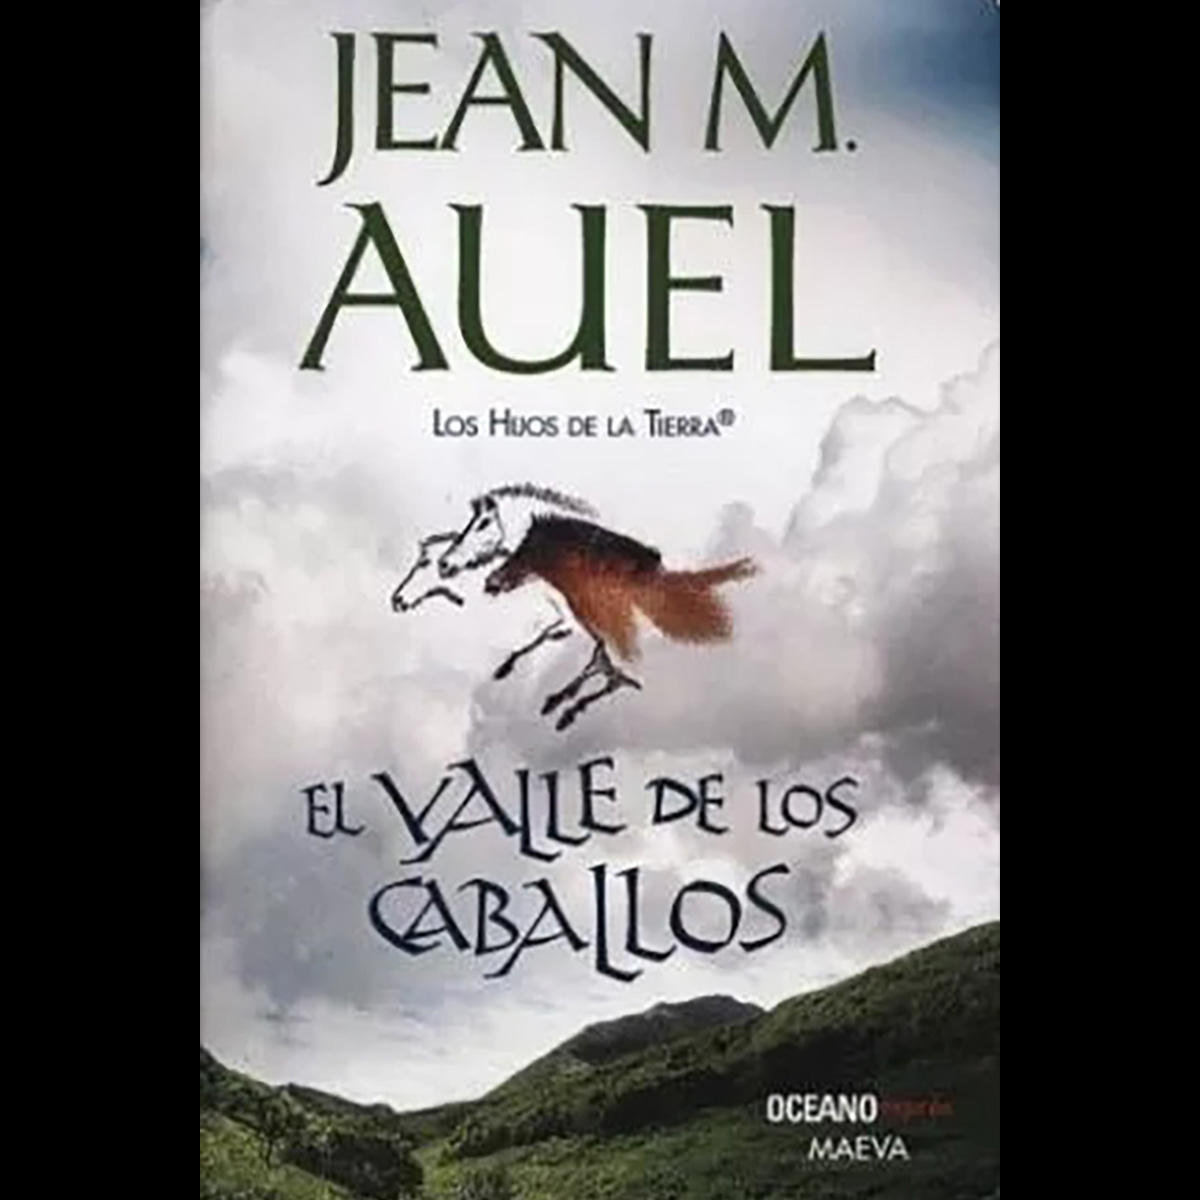 JEAN M.
AUEL
LOS HIJOS DE LA TIERRA®
EL VALLE DE LOS
CABALLOS
OCEANO
MAEVA